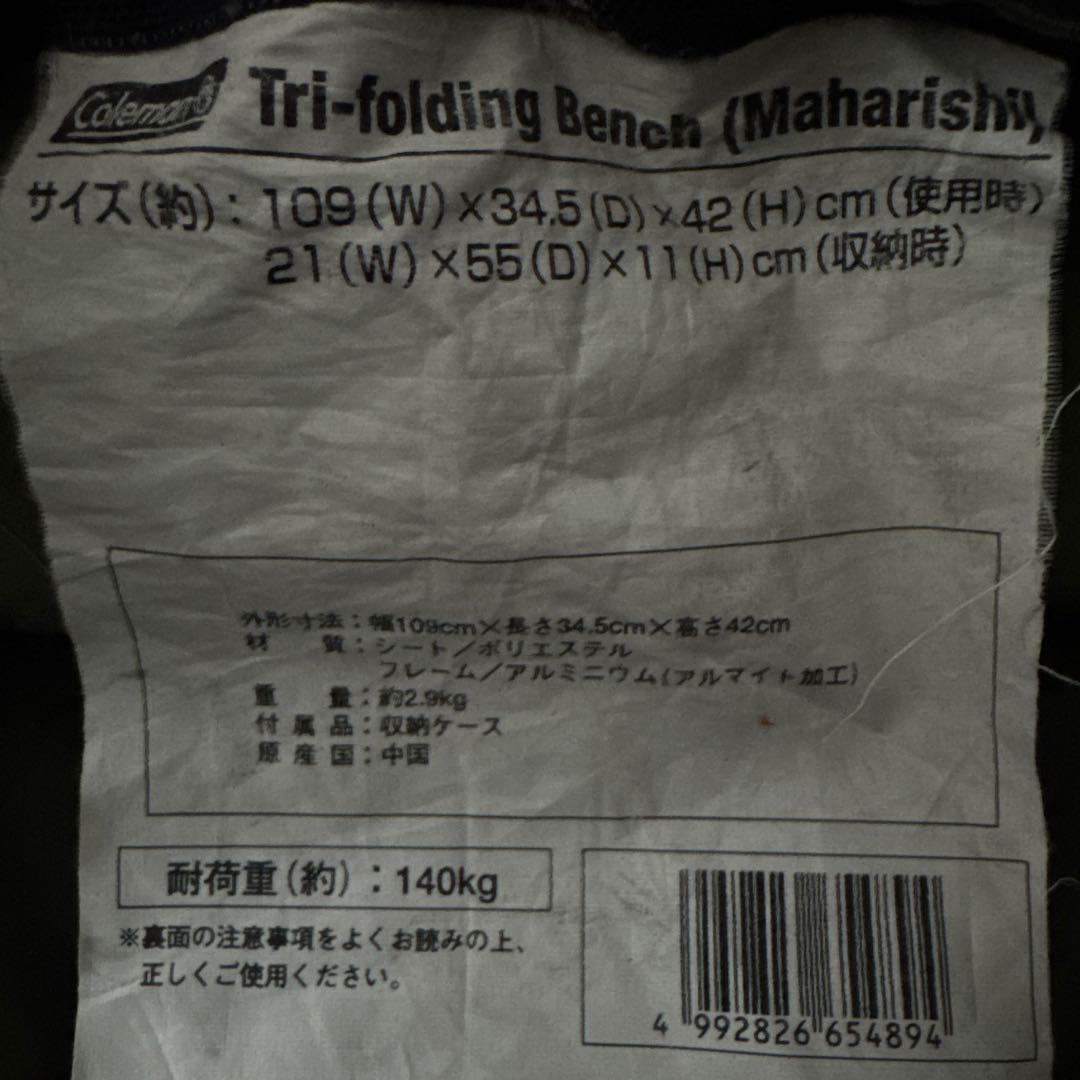 Coleman® Tri-folding Bench (Maharishi)
サイズ(約)：109(W)×34.5(D)×42(H)cm(使用時)
21(W)×55(D)×11(H)cm(収納時)
外形寸法：幅109cm×長さ34.5cm×高さ42cm
材　　質：シート／ポリエステル
フレーム／アルミニウム(アルマイト加工)
重　　量：約2.9kg
付 属 品：収納ケース
原 産 国：中国
耐荷重(約)：140kg
※裏面の注意事項をよくお読みの上、
正しくご使用ください。
4 992826 654894